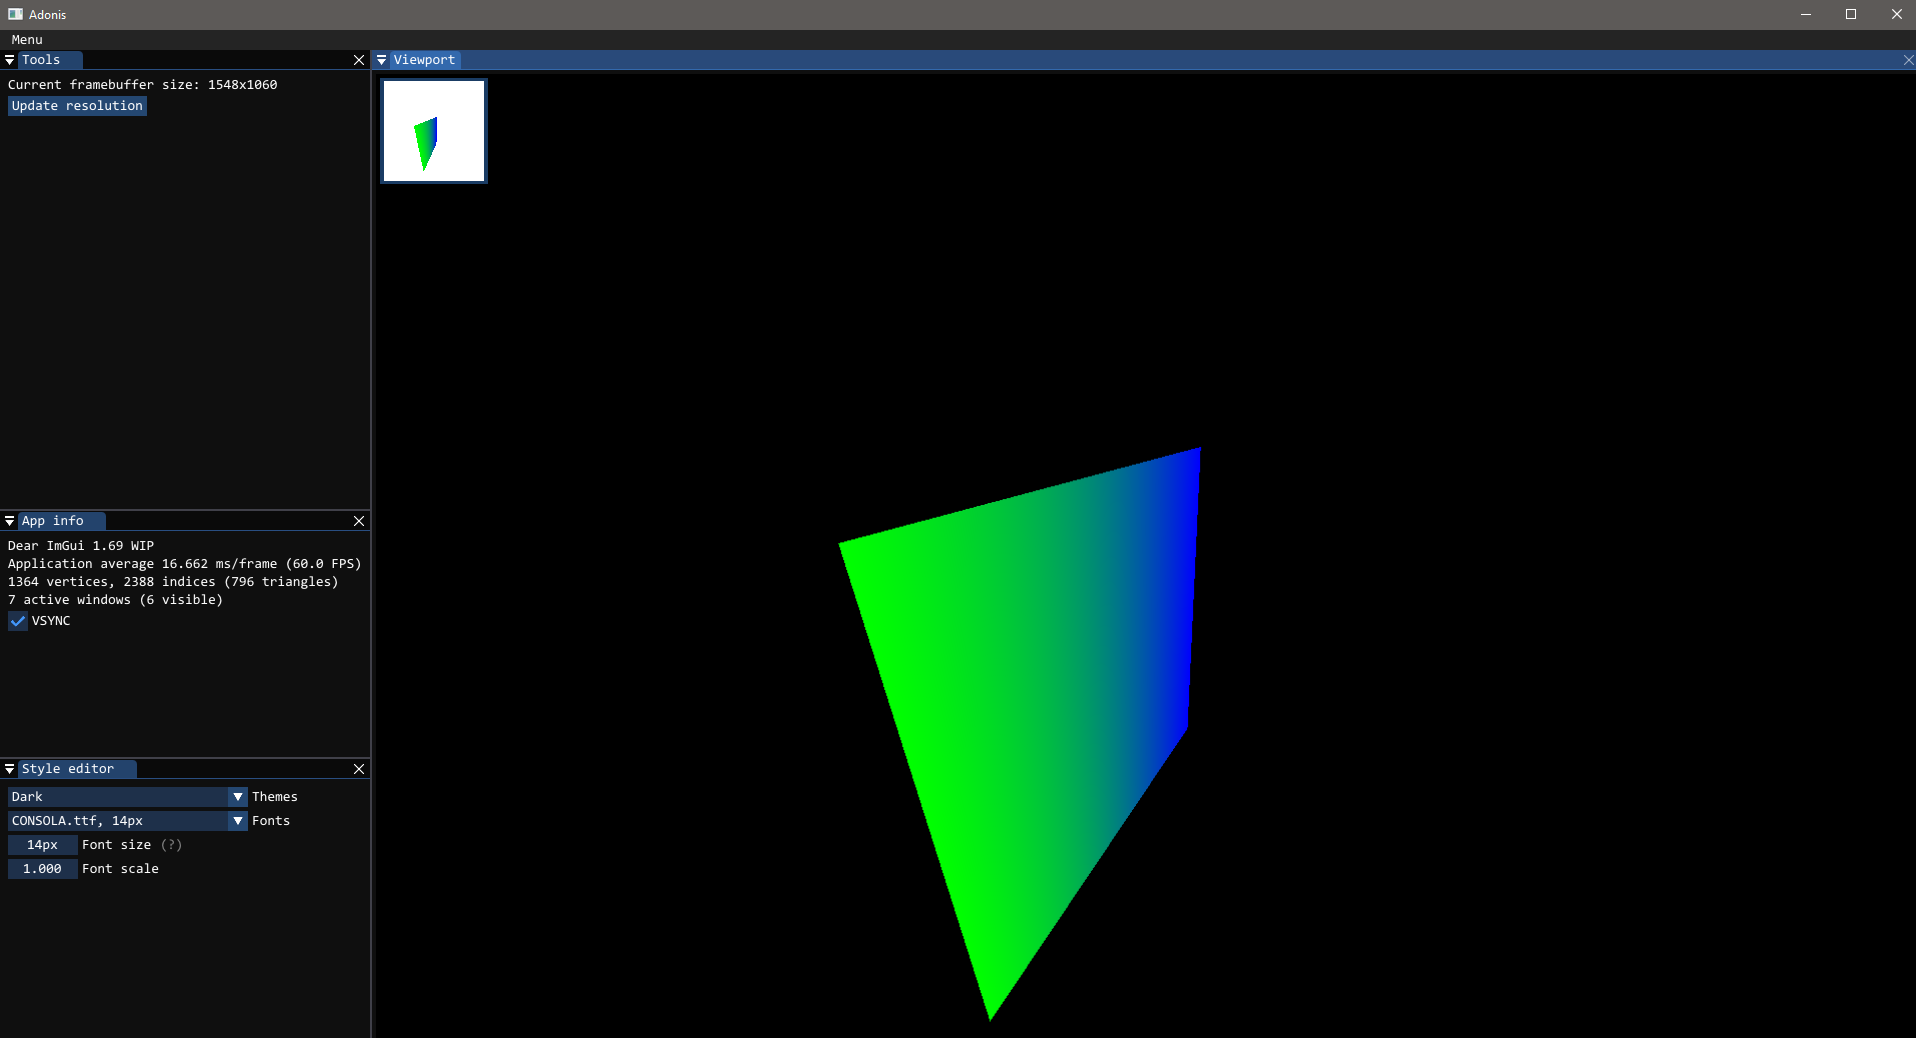 Adonis
Menu
Tools
Current framebuffer size: 1548x1060
Update resolution
App info
Dear ImGui 1.69 WIP
Application average 16.662 ms/frame (60.0 FPS)
1364 vertices, 2388 indices (796 triangles)
7 active windows (6 visible)
VSYNC
Style editor
Dark Themes
CONSOLA.ttf, 14px Fonts
14px Font size (?)
1.000 Font scale
Viewport